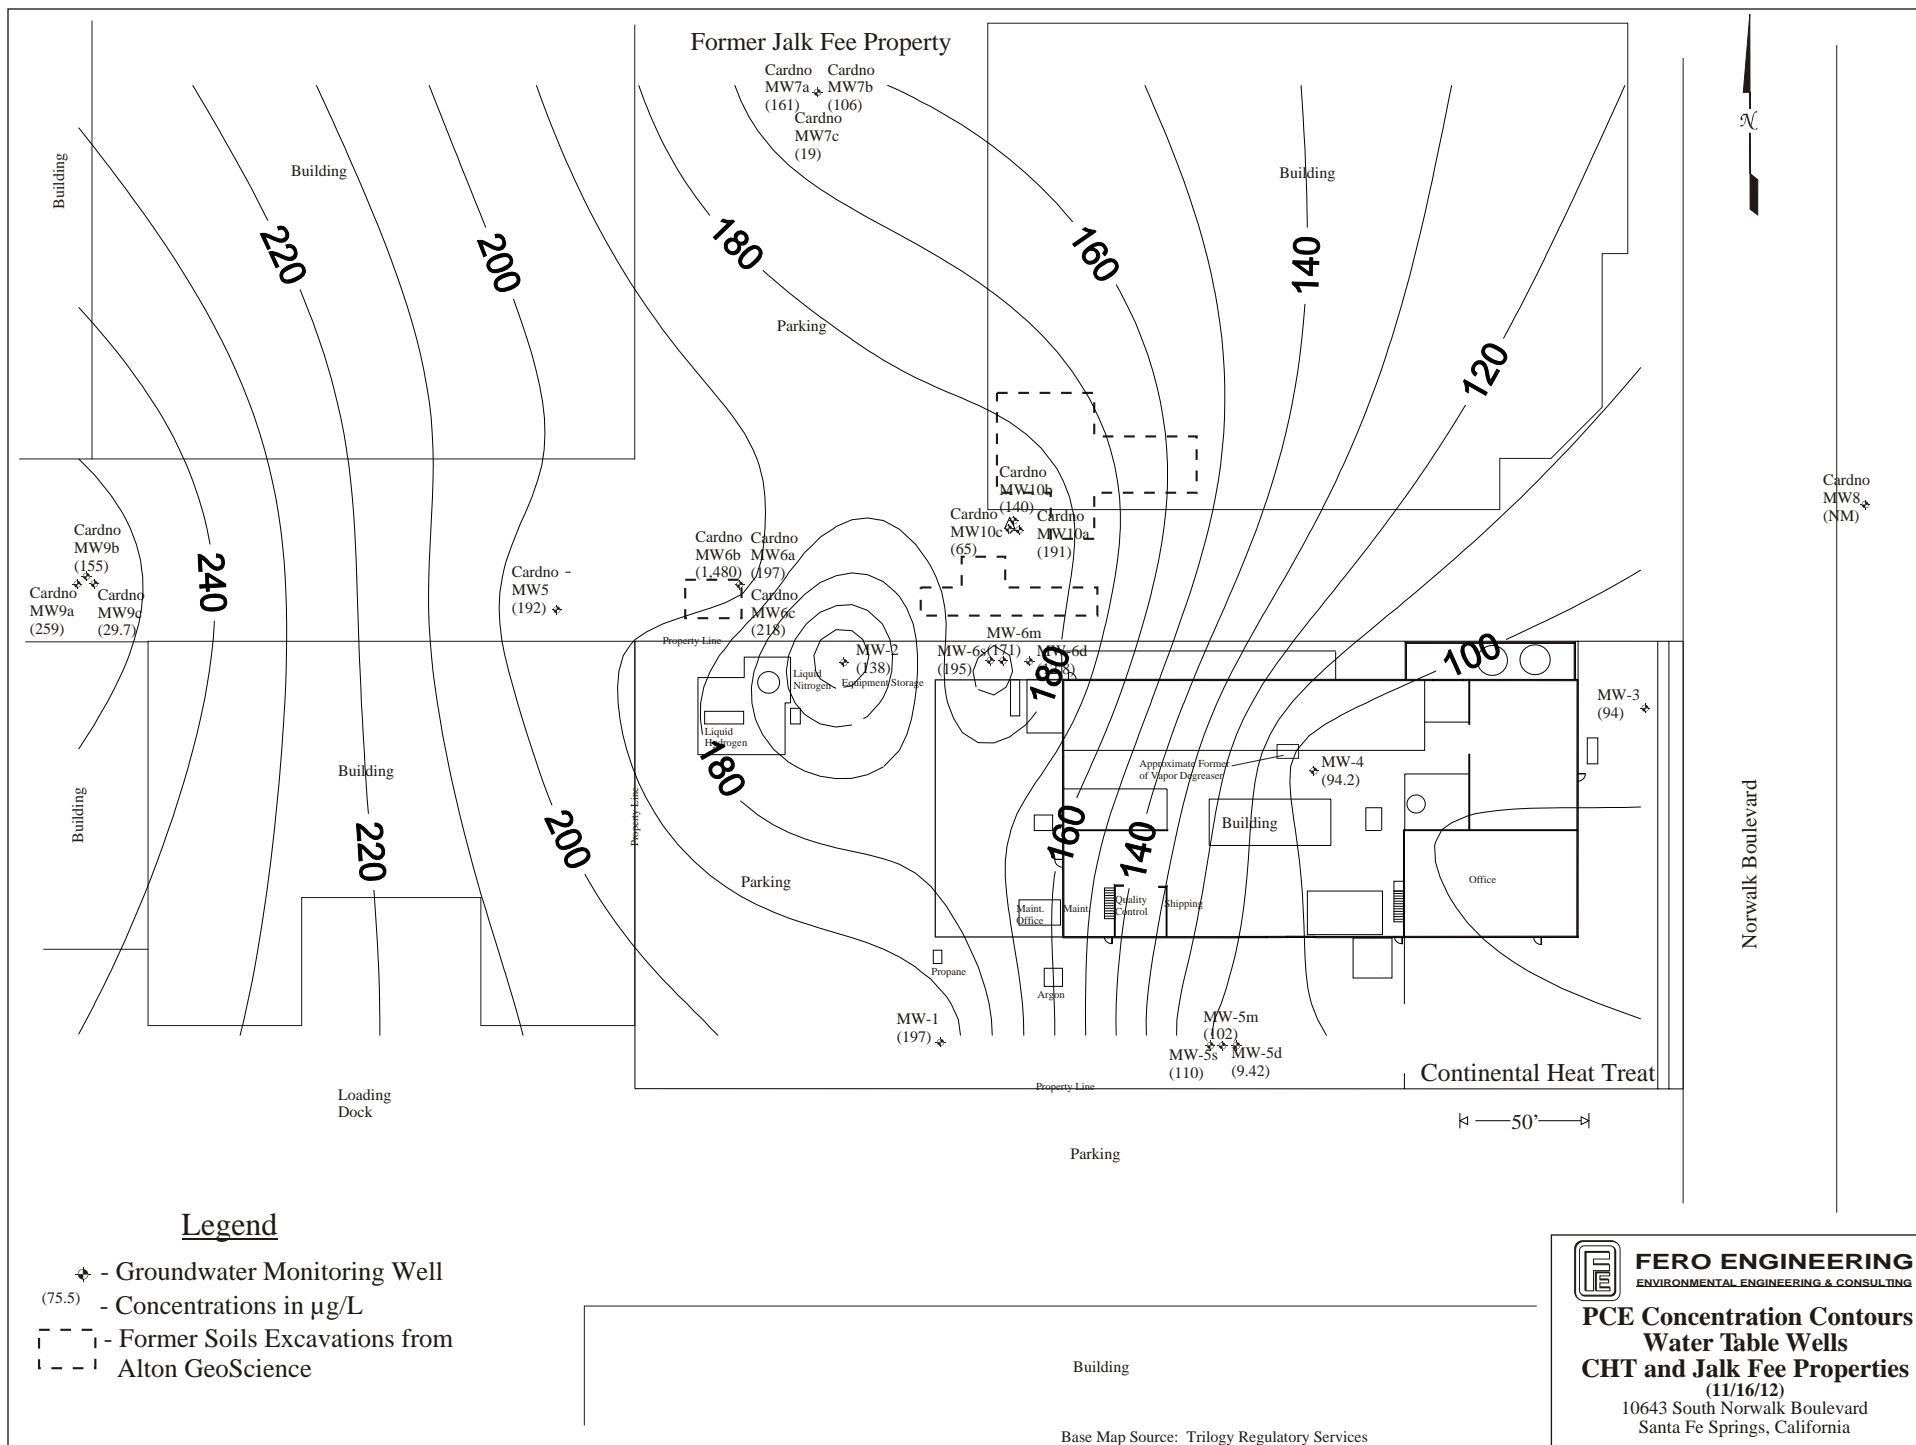 Former Jalk Fee Property
Cardno
MW7a
(161)
Cardno
MW7b
(106)
Cardno
MW7c
(19)
N
Building
Building
Building
220
200
180
160
140
120
Parking
Cardno
MW10b
(140)
Cardno
MW10c
(65)
Cardno
MW10a
(191)
Cardno
MW8
(NM)
Cardno
MW9b
(155)
Cardno
MW9a
(259)
Cardno
MW9c
(29.7)
240
Cardno -
MW5
(192)
Cardno
MW6b
(1,480)
Cardno
MW6a
(197)
Cardno
MW6c
(218)
Property Line
MW-2
(138)
Equipment Storage
Liquid
Nitrogen
Liquid
Hydrogen
MW-6m
(171)
MW-6s
(195)
MW-6d
180
100
MW-3
(94)
Approximate Former
of Vapor Degreaser
MW-4
(94.2)
Building
Building
Building
Property Line
220
200
180
160
140
Norwalk Boulevard
Parking
Office
Maint.
Office
Maint.
Quality
Control
Shipping
Propane
Argon
MW-1
(197)
MW-5m
(102)
MW-5s
(110)
MW-5d
(9.42)
Continental Heat Treat
Property Line
Loading
Dock
50'
Parking
Legend
- Groundwater Monitoring Well
(75.5) - Concentrations in µg/L
- Former Soils Excavations from
Alton GeoScience
Building
Base Map Source: Trilogy Regulatory Services
FE
FERO ENGINEERING
ENVIRONMENTAL ENGINEERING & CONSULTING
PCE Concentration Contours
Water Table Wells
CHT and Jalk Fee Properties
(11/16/12)
10643 South Norwalk Boulevard
Santa Fe Springs, California